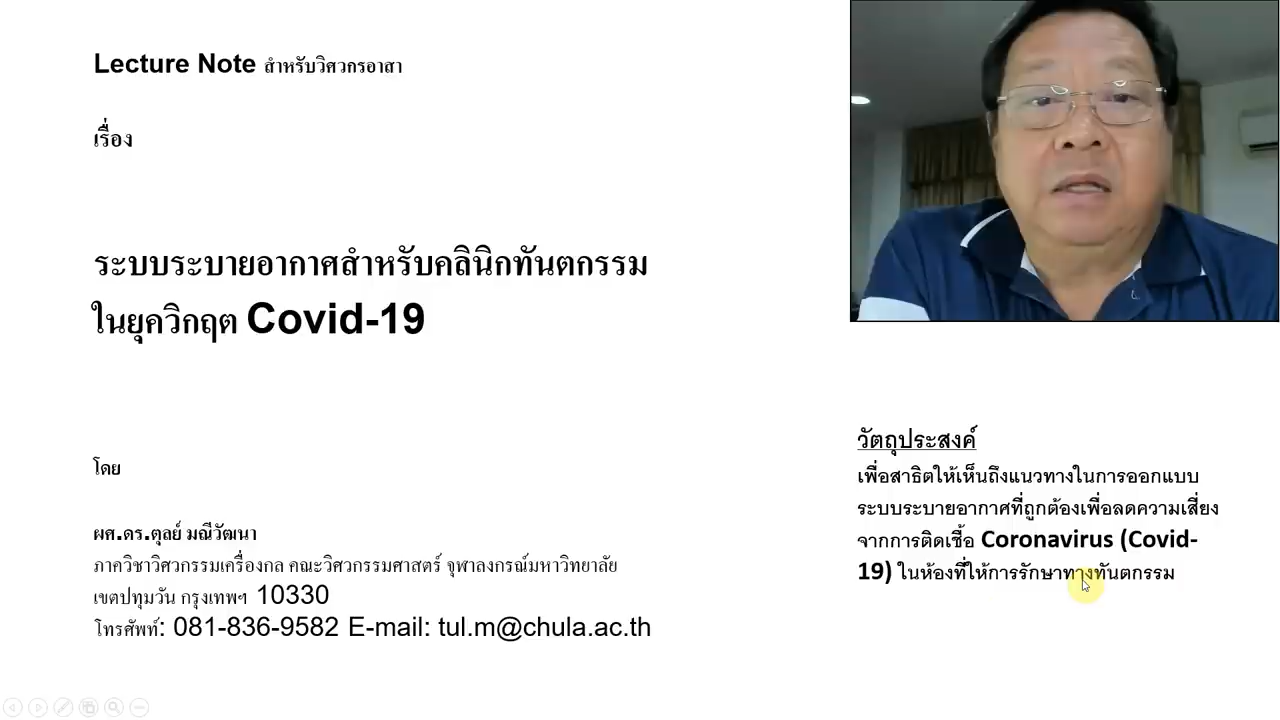 Lecture Note สำหรับวิศวกรอาสา
เรื่อง
ระบบระบายอากาศสำหรับคลินิกทันตกรรม
ในยุควิกฤต Covid-19
โดย
ผศ.ดร.ตุลย์ มณีวัฒนา
ภาควิชาวิศวกรรมเครื่องกล คณะวิศวกรรมศาสตร์ จุฬาลงกรณ์มหาวิทยาลัย
เขตปทุมวัน กรุงเทพฯ 10330
โทรศัพท์: 081-836-9582 E-mail: tul.m@chula.ac.th
วัตถุประสงค์
เพื่อสาธิตให้เห็นถึงแนวทางในการออกแบบ
ระบบระบายอากาศที่ถูกต้องเพื่อลดความเสี่ยง
จากการติดเชื้อ Coronavirus (Covid-
19) ในห้องที่ให้การรักษาทางทันตกรรม